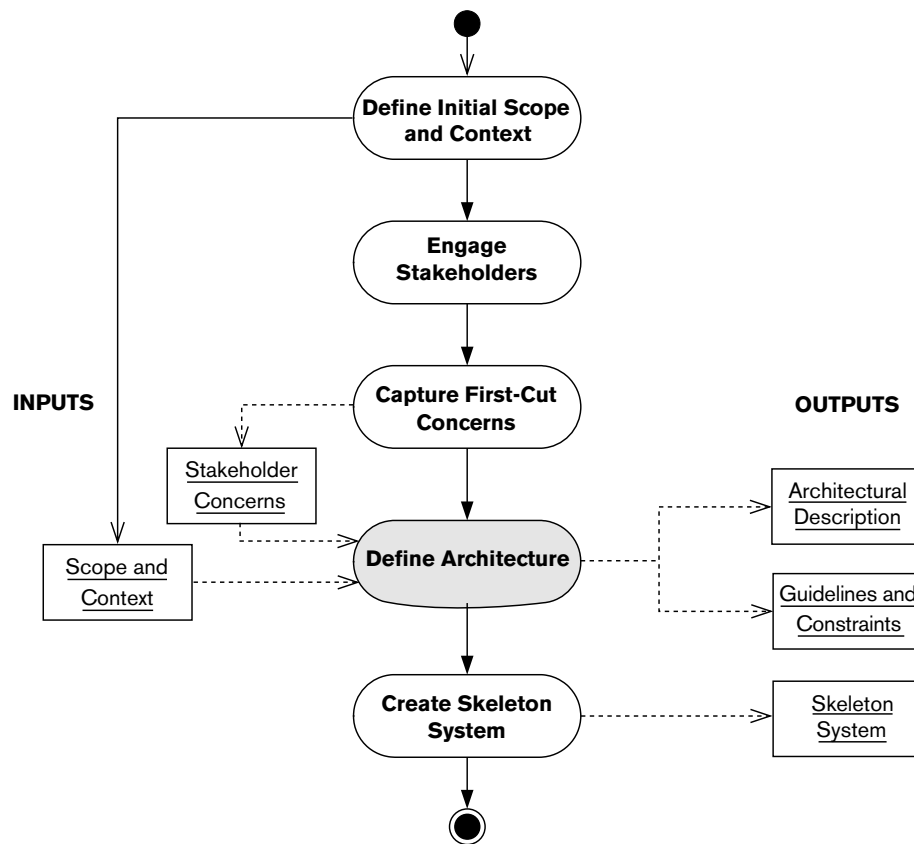 Define Initial Scope
and Context
Engage
Stakeholders
INPUTS
Capture First-Cut
Concerns
OUTPUTS
Stakeholder
Concerns
Architectural
Description
Define Architecture
Scope and
Context
Guidelines and
Constraints
Create Skeleton
System
Skeleton
System